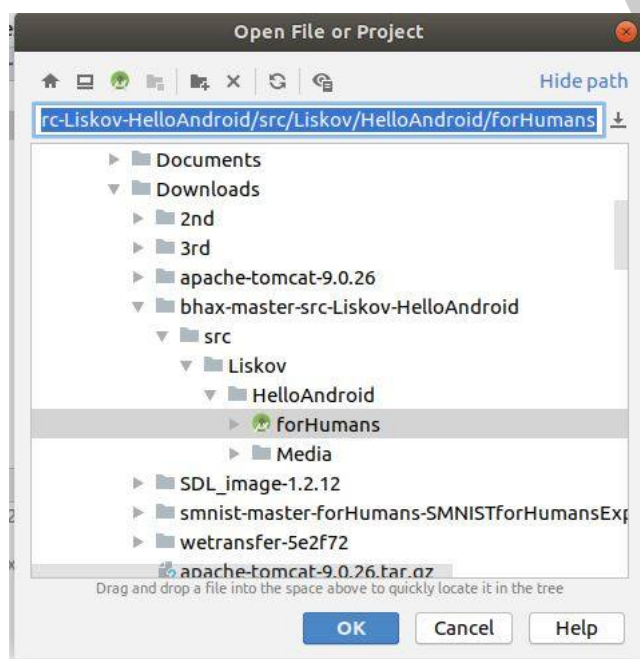 Open File or Project
Hide path
rc-Liskov-HelloAndroid/src/Liskov/HelloAndroid/forHumans
Documents
Downloads
2nd
3rd
apache-tomcat-9.0.26
bhax-master-src-Liskov-HelloAndroid
src
Liskov
HelloAndroid
forHumans
Media
SDL_image-1.2.12
smnist-master-forHumans-SMNISTforHumansExp
wetransfer-5e2f72
apache-tomcat-9.0.26.tar.gz
Drag and drop a file into the space above to quickly locate it in the tree
OK Cancel Help